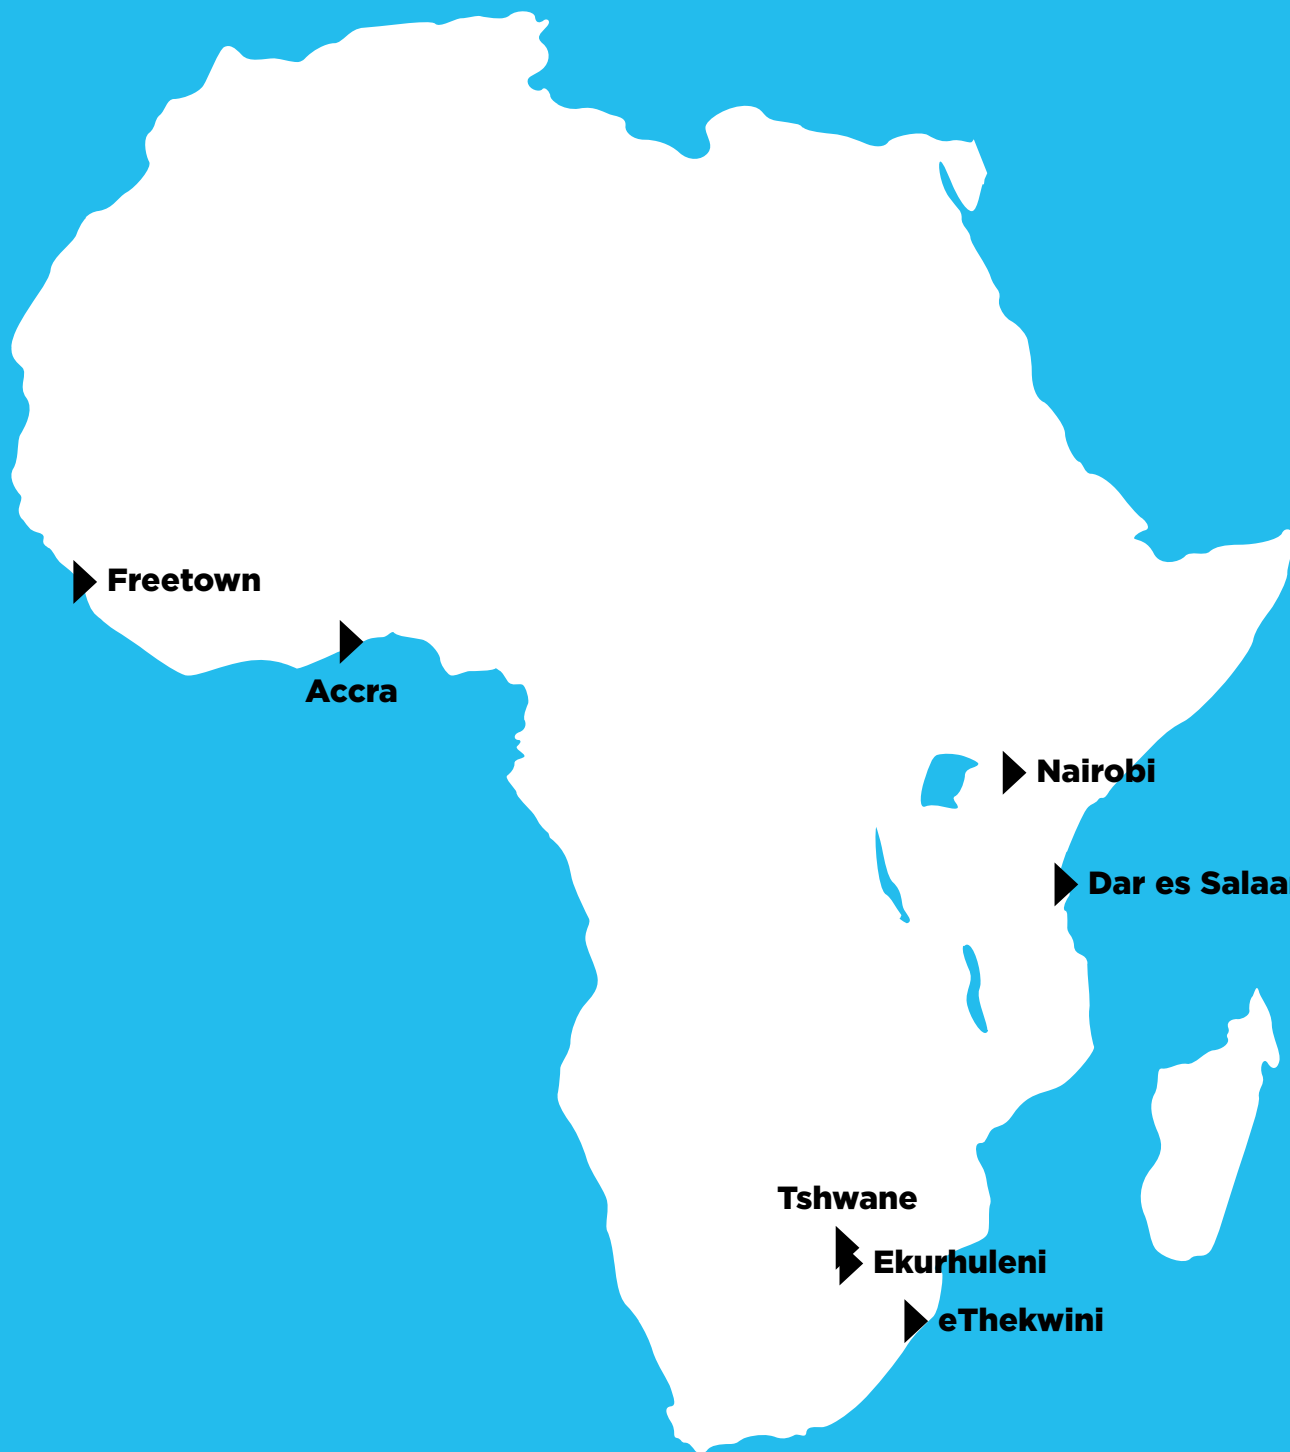 Freetown
Accra
Nairobi
Dar es Salaa
Tshwane
Ekurhuleni
eThekwini